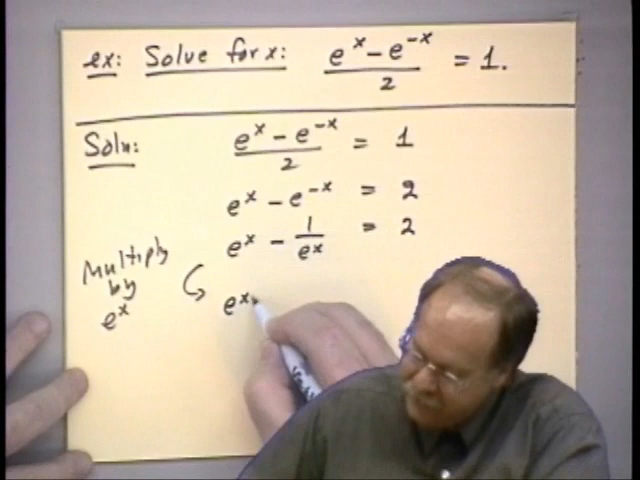 ex: Solve for x: (e^x - e^-x)/2 = 1.
Soln: (e^x - e^-x)/2 = 1
e^x - e^-x = 2
e^x - 1/e^x = 2
Multiply
by
e^x
e^x